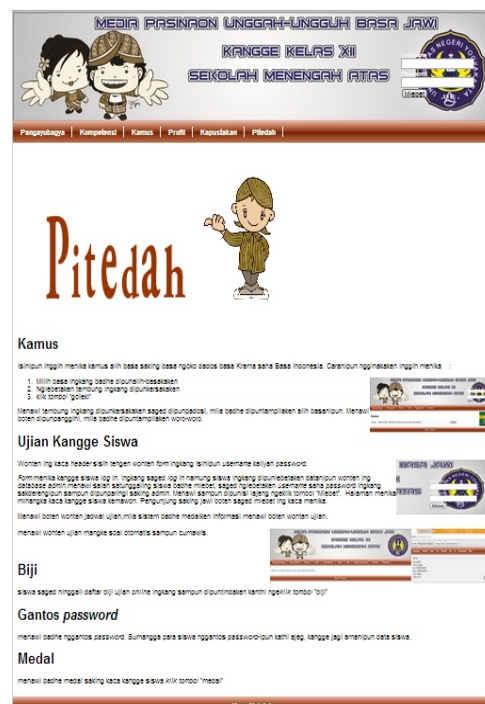 MEDIA PASINAON UNGGAH-UNGGUH BASA JAWI
KANGGE KELAS XII
SEKOLAH MENENGAH ATAS
Mlebet
Pangayubagya Kompetensi Kamus Profil Kapustakan Pitedah
Pitedah
Kamus
Isinipun inggih menika kamus alih basa saking basa ngoko dados basa Krama saha Basa Indonesia. Caranipun ngginakaken inggih menika :
1. Milih basa ingkang badhe dipunalih-basakaken
2. Nglebetaken tembung ingkang dipunkersakaken
3. klik tombol "goleki"
Menawi tembung ingkang dipunkersakaken saged dipunpadosi, mila badhe dipuntampilaken alih basanipun. Menawi
boten dipunpanggihi, mila badhe dipuntampilaken woro-woro.
Ujian Kangge Siswa
Wonten ing kaca header sisih tengen wonten form ingkang isinipun username kaliyan password.
Form menika kangge siswa log in. Ingkang saged log in namung siswa ingkang dipunlebetaken datanipun wonten ing
database admin.menawi salah satunggaling siswa badhe mlebet, saged nglebetaken username saha password ingkang
sakderengipun sampun dipunparingi saking admin. Menawi sampun dipunisi lajeng ngeklik tombol "Mlebet". Halaman menika
minangka kaca kangge siswa kemawon. Pengunjung saking jawi boten saged mlebet ing kaca menika.
Menawi boten wonten jadwal ujian,mila sistem badhe medalken informasi menawi boten wonten ujian.
menawi wonten ujian mangke soal otomatis sampun cumawis.
Biji
siswa saged ninggali daftar biji ujian online ingkang sampun dipuntindaken kanthi ngeklik tombol "biji"
Gantos password
menawi badhe nggantos password. Sumangga para siswa nggantos password-ipun kathi ajeg, kangge jagi amanipun data siswa.
Medal
menawi badhe medal saking kaca kangge siswa klik tombol "medal"